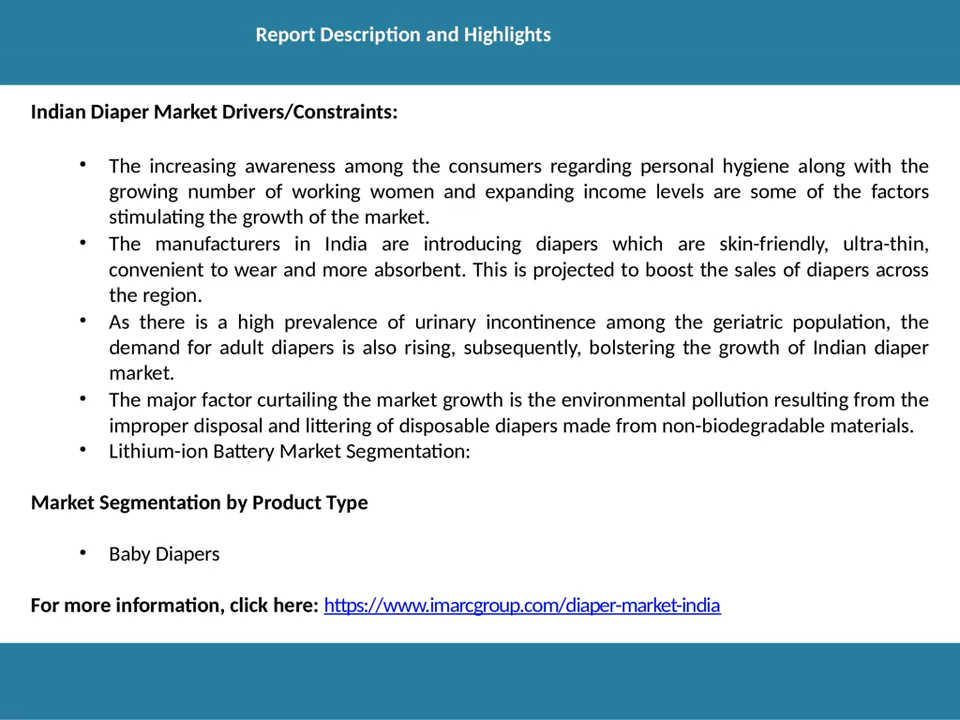 Report Description and Highlights
Indian Diaper Market Drivers/Constraints:
• The increasing awareness among the consumers regarding personal hygiene along with the
growing number of working women and expanding income levels are some of the factors
stimulating the growth of the market.
• The manufacturers in India are introducing diapers which are skin-friendly, ultra-thin,
convenient to wear and more absorbent. This is projected to boost the sales of diapers across
the region.
• As there is a high prevalence of urinary incontinence among the geriatric population, the
demand for adult diapers is also rising, subsequently, bolstering the growth of Indian diaper
market.
• The major factor curtailing the market growth is the environmental pollution resulting from the
improper disposal and littering of disposable diapers made from non-biodegradable materials.
• Lithium-ion Battery Market Segmentation:
Market Segmentation by Product Type
• Baby Diapers
For more information, click here: https://www.imarcgroup.com/diaper-market-india